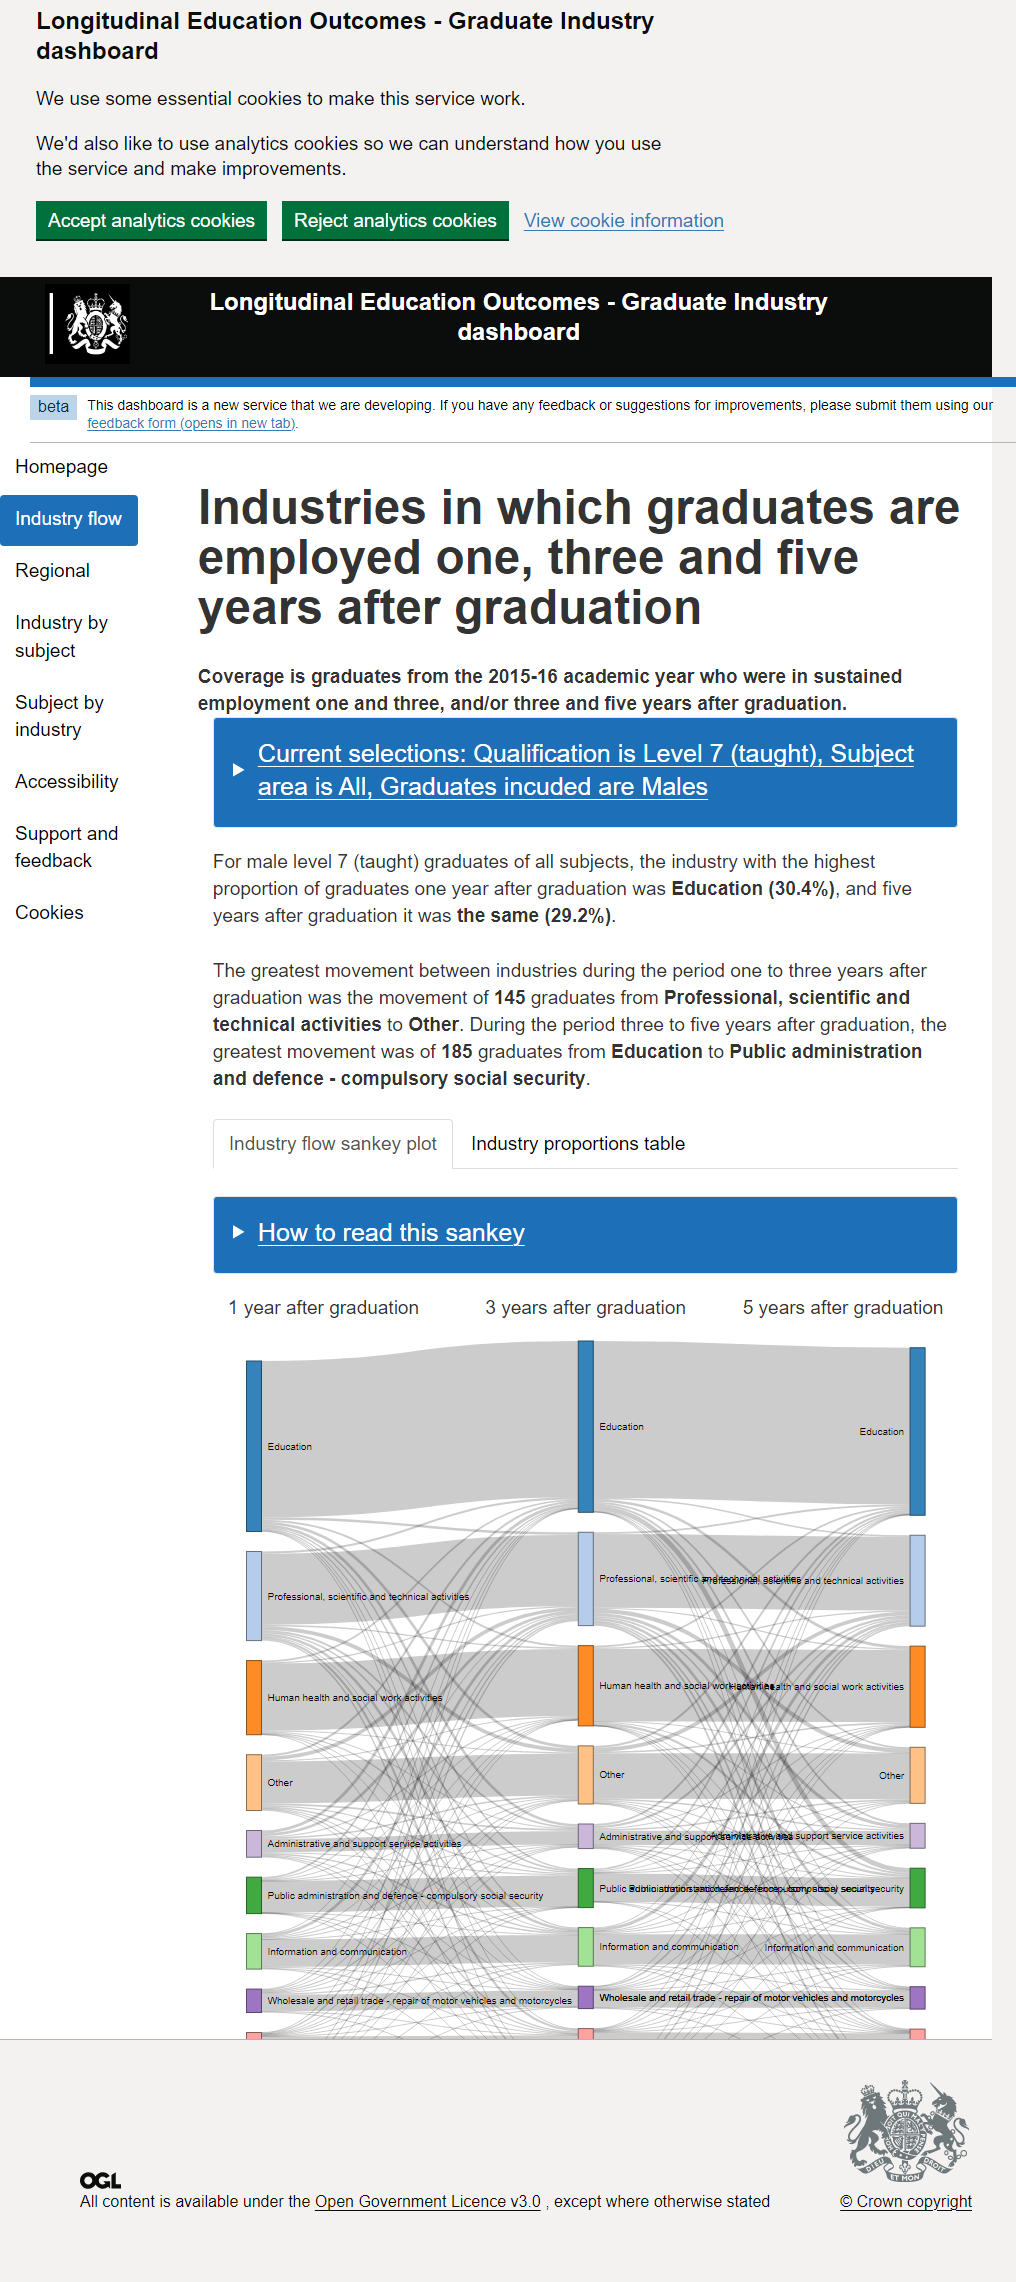 Longitudinal Education Outcomes - Graduate Industry
dashboard
We use some essential cookies to make this service work.
We'd also like to use analytics cookies so we can understand how you use
the service and make improvements.
Accept analytics cookies
Reject analytics cookies
View cookie information
Longitudinal Education Outcomes - Graduate Industry
dashboard
beta
This dashboard is a new service that we are developing. If you have any feedback or suggestions for improvements, please submit them using our
feedback form (opens in new tab).
Homepage
Industry flow
Regional
Industry by
subject
Subject by
industry
Accessibility
Support and
feedback
Cookies
Industries in which graduates are
employed one, three and five
years after graduation
Coverage is graduates from the 2015-16 academic year who were in sustained
employment one and three, and/or three and five years after graduation.
Current selections: Qualification is Level 7 (taught), Subject
area is All, Graduates incuded are Males
For male level 7 (taught) graduates of all subjects, the industry with the highest
proportion of graduates one year after graduation was Education (30.4%), and five
years after graduation it was the same (29.2%).
The greatest movement between industries during the period one to three years after
graduation was the movement of 145 graduates from Professional, scientific and
technical activities to Other. During the period three to five years after graduation, the
greatest movement was of 185 graduates from Education to Public administration
and defence - compulsory social security.
Industry flow sankey plot
Industry proportions table
How to read this sankey
1 year after graduation
3 years after graduation
5 years after graduation
Education
Education
Education
Professional, scientific and technical activities
Professional, scientific and technical activities
Professional, scientific and technical activities
Human health and social work activities
Human health and social work activities
Human health and social work activities
Other
Other
Other
Administrative and support service activities
Administrative and support service activities
Administrative and support service activities
Public administration and defence - compulsory social security
Public administration and defence - compulsory social security
Public administration and defence - compulsory social security
Information and communication
Information and communication
Information and communication
Wholesale and retail trade - repair of motor vehicles and motorcycles
Wholesale and retail trade - repair of motor vehicles and motorcycles
OGL
All content is available under the Open Government Licence v3.0 , except where otherwise stated
© Crown copyright